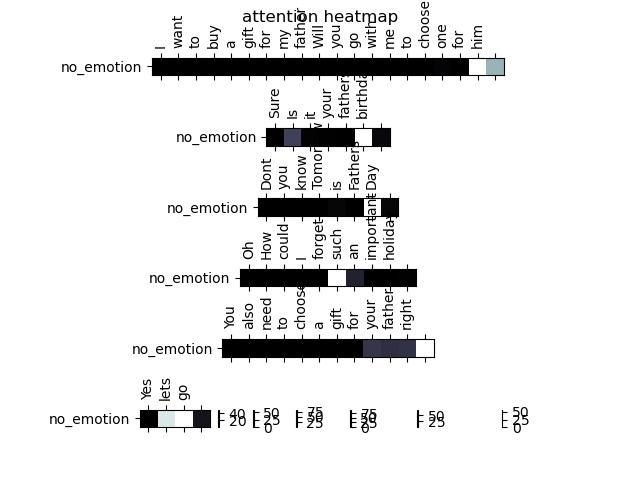 attention heatmap
I want to buy a gift for my father Will you go with me to choose one for him
no_emotion
Sure Is it your fathers birthday
no_emotion
Dont you know Tomorrow is Fathers Day
no_emotion
Oh How could I forget such an important holiday
no_emotion
You also need to choose a gift for your father right
no_emotion
Yes lets go
no_emotion
40 50 75 75 50 50
20 25 50 50 25 25
0 25 25 0
0